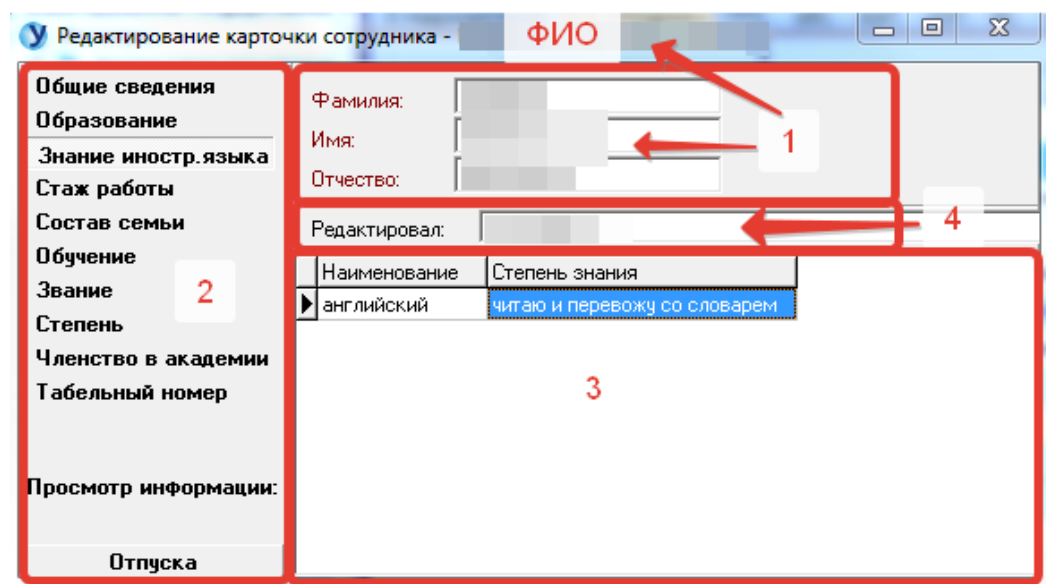 Редактирование карточки сотрудника - ФИО
Общие сведения
Образование
Знание иностр.языка
Стаж работы
Состав семьи
Обучение
Звание
Степень
Членство в академии
Табельный номер
Просмотр информации:
Отпуска
2
Фамилия:
Имя:
Отчество:
1
Редактировал:
4
Наименование Степень знания
английский читаю и перевожу со словарем
3